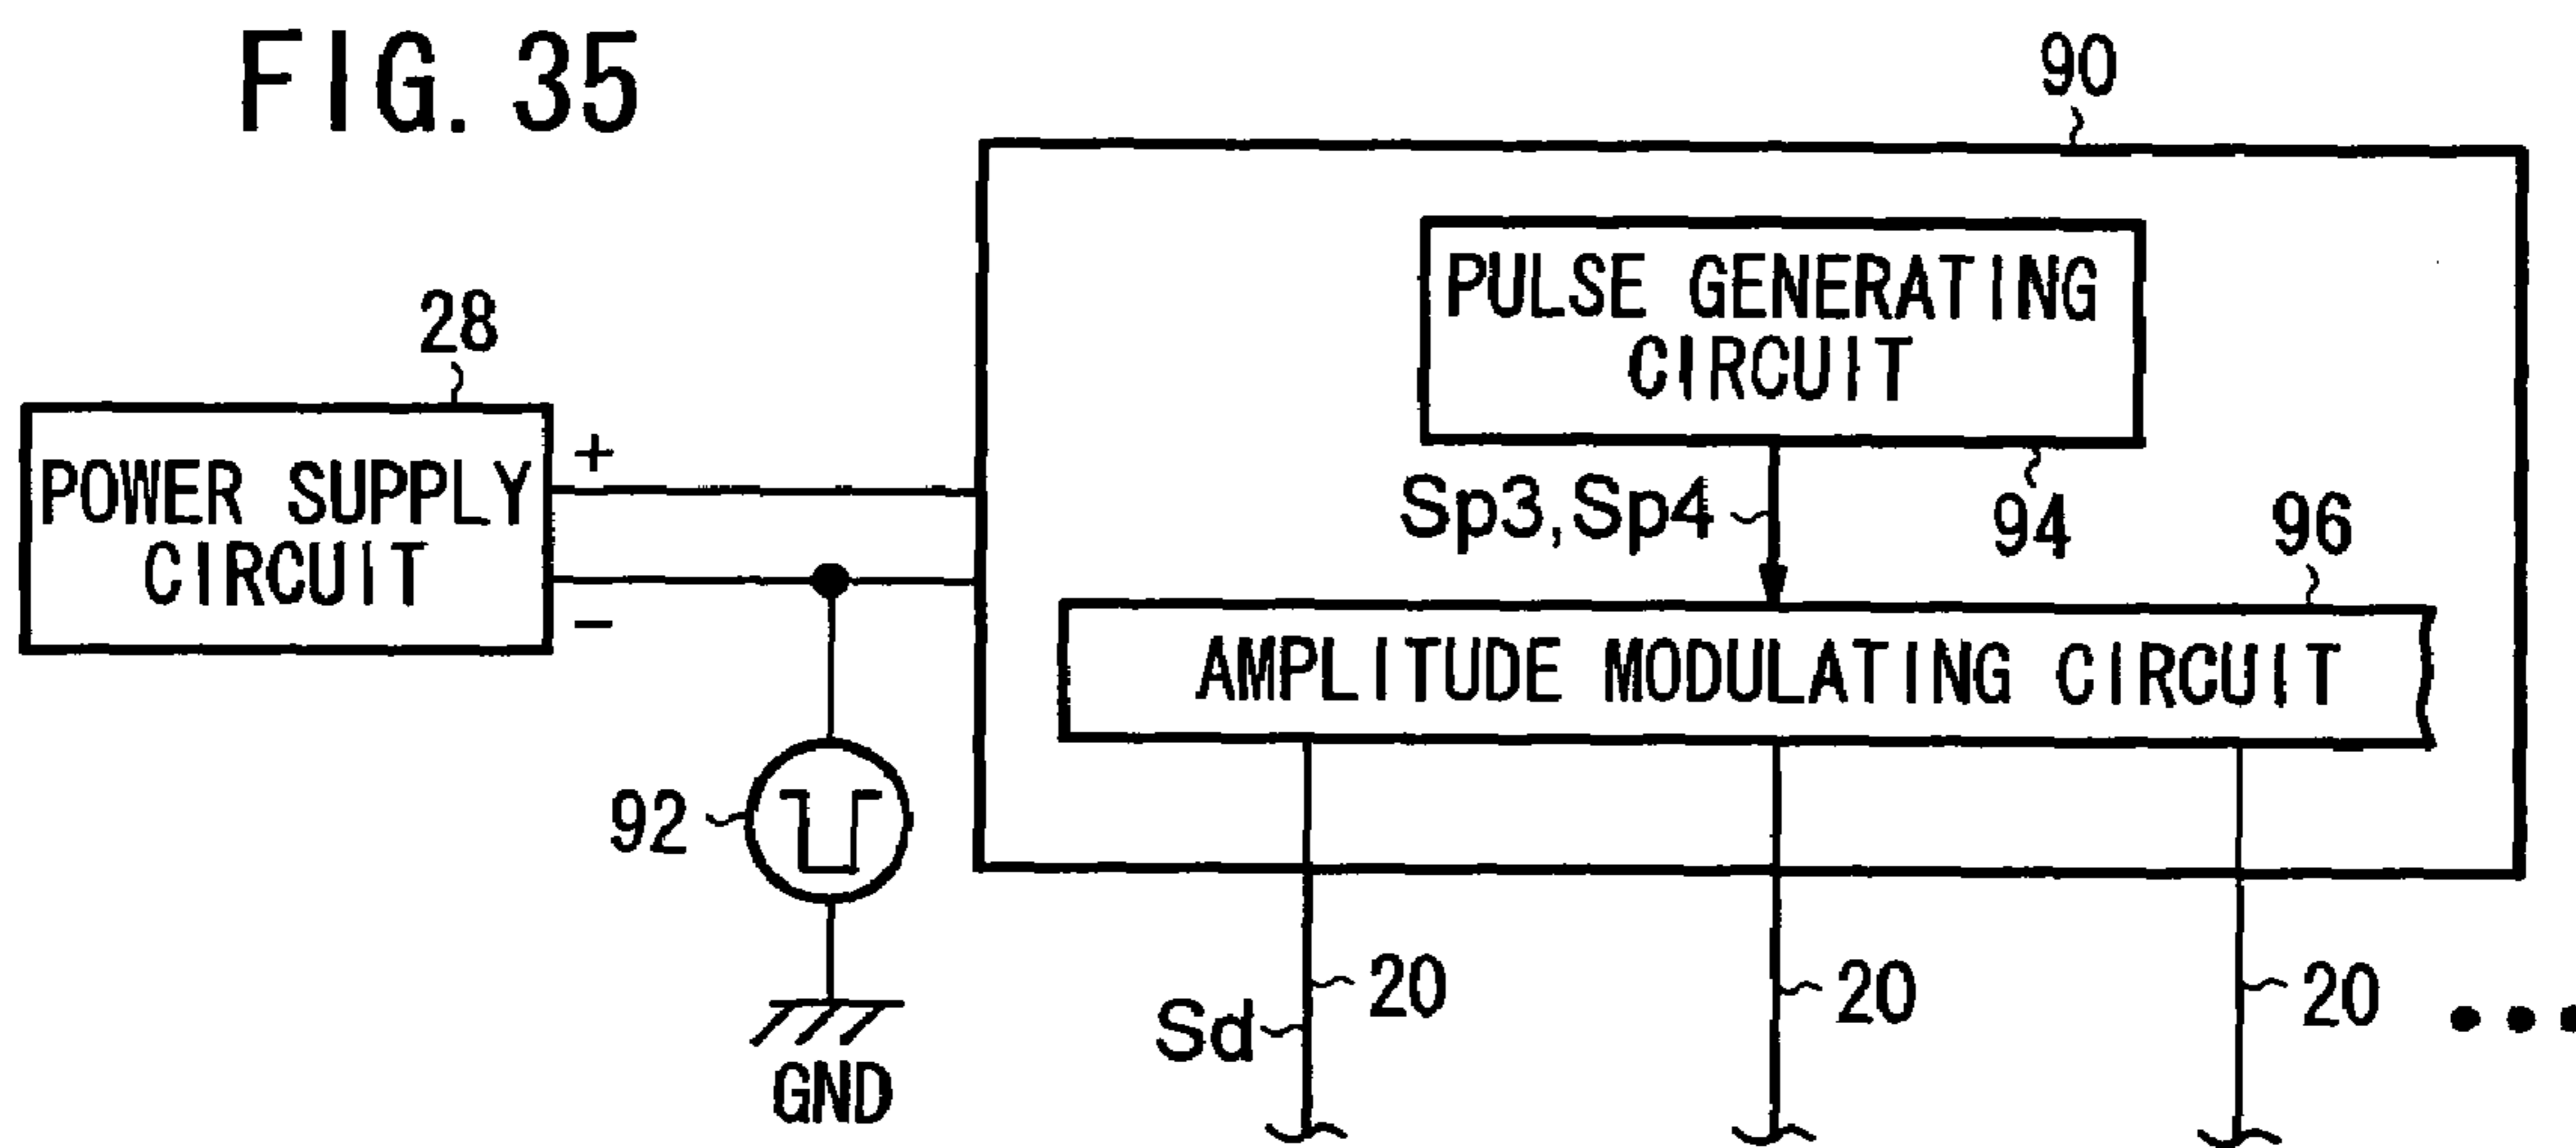 FIG. 35
90
PULSE GENERATING
CIRCUIT
28
POWER SUPPLY
CIRCUIT
+
−
Sp3,Sp4
94
96
AMPLITUDE MODULATING CIRCUIT
92
GND
20
20
20
Sd